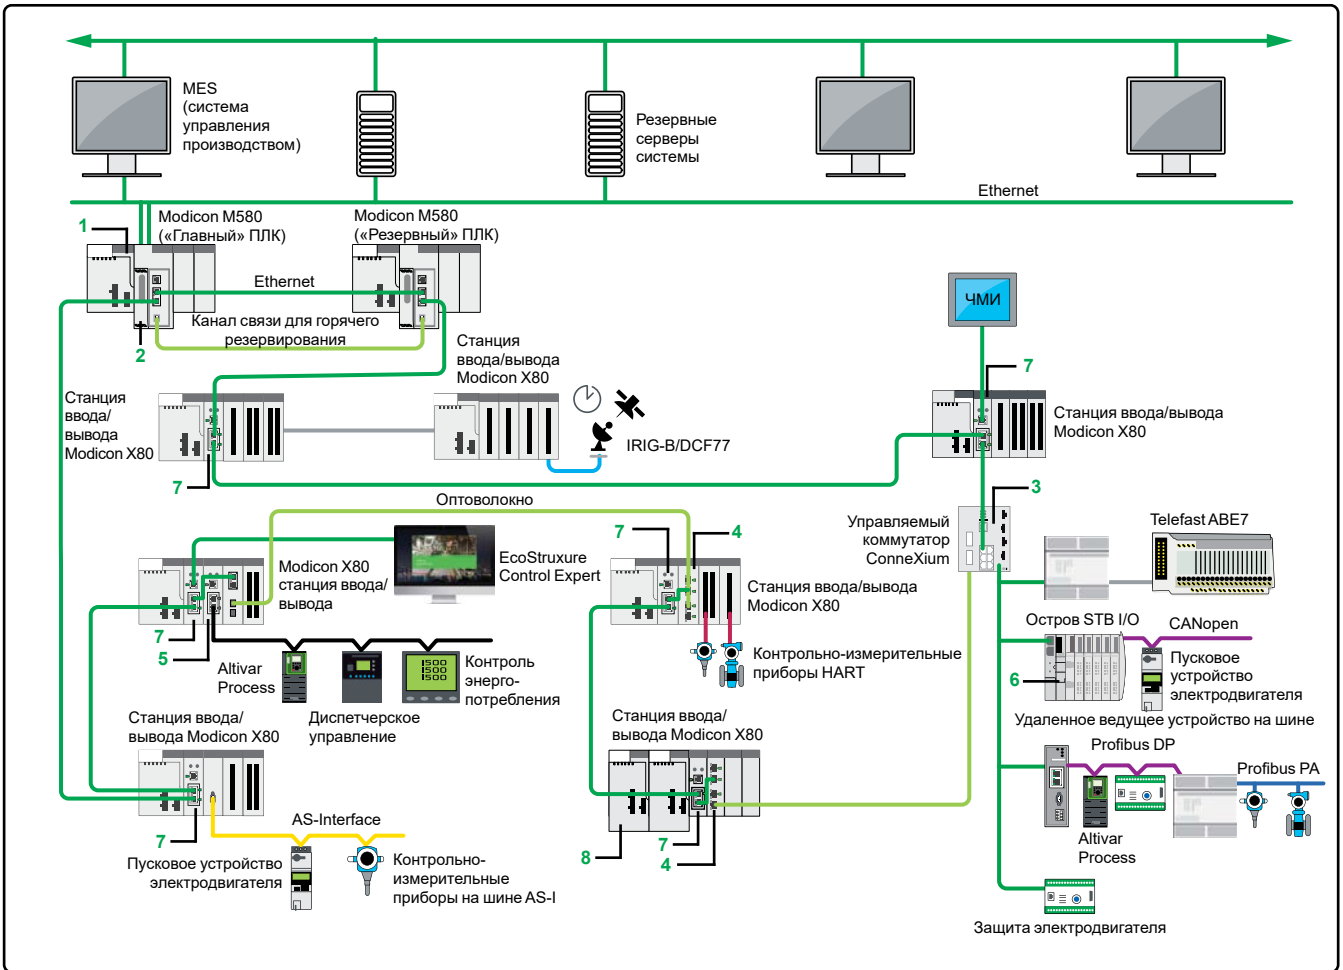 MES
(система
управления
производством)
Резервные
серверы
системы
Ethernet
Modicon M580
(«Главный» ПЛК)
Modicon M580
(«Резервный» ПЛК)
1
Ethernet
Канал связи для горячего
резервирования
2
ЧМИ
Станция
ввода/вывода
Modicon X80
7
Станция
ввода/
вывода
Modicon X80
IRIG-B/DCF77
Станция ввода/вывода
Modicon X80
7
3
Оптоволокно
Управляемый
коммутатор
ConneXium
Telefast ABE7
EcoStruxure
Control Expert
Modicon X80
станция ввода/
вывода
7
4
Станция ввода/вывода
Modicon X80
7
5
Altivar
Process
1500
1500
1500
Контроль
энерго-
потребления
Диспетчерское
управление
Контрольно-измерительные
приборы HART
Остров STB I/O
CANopen
6
Пусковое
устройство
электродвигателя
Удаленное ведущее устройство на шине
Profibus DP
Profibus PA
Altivar
Process
Станция ввода/
вывода Modicon X80
Станция ввода/
вывода Modicon X80
7
AS-Interface
Пусковое устройство
электродвигателя
Контрольно-
измерительные
приборы на шине AS-I
8
7
4
Защита электродвигателя